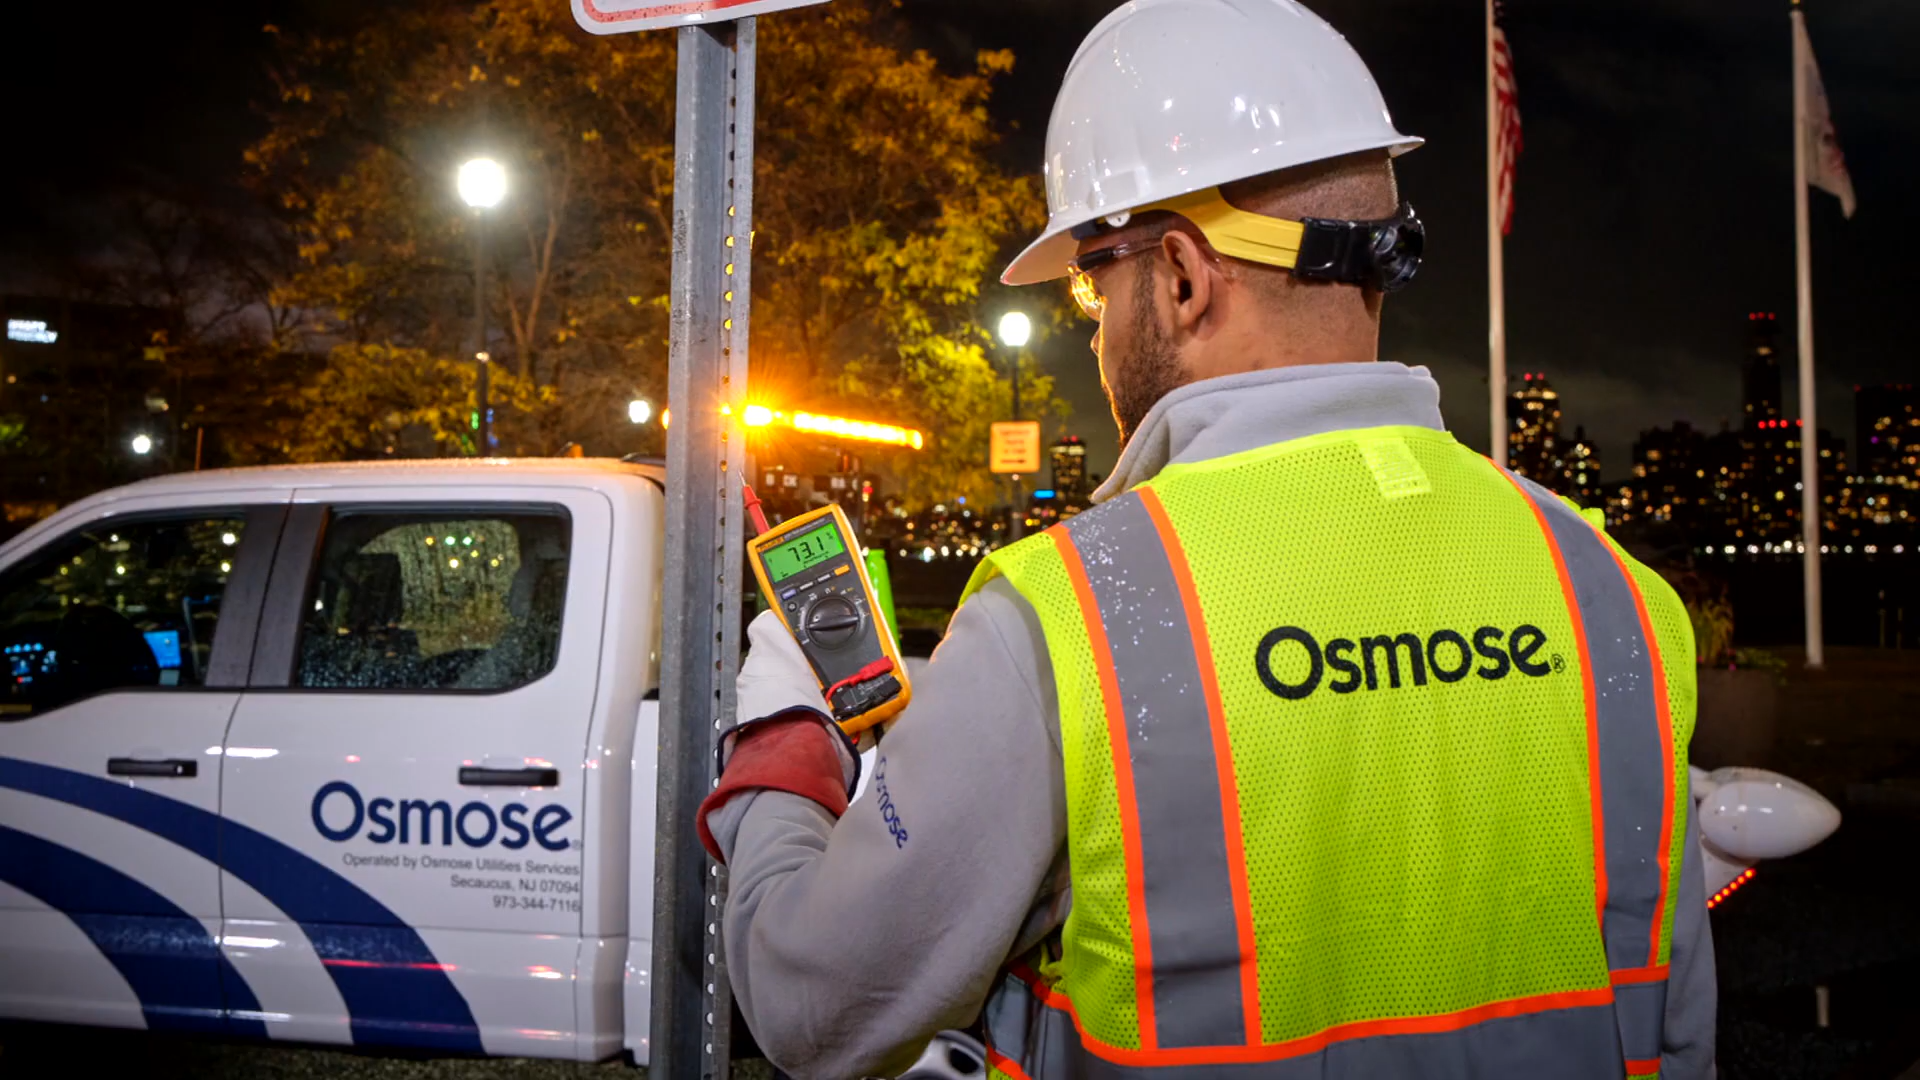 73.1
Osmose®
Osmose
Osmose®
Operated by Osmose Utilities Services
Secaucus, NJ 07094
973-344-7116